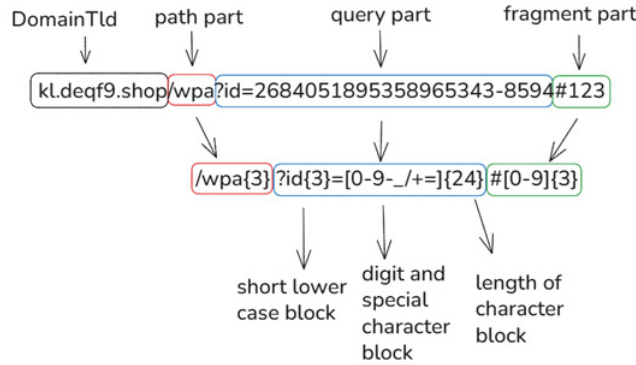 DomainTld
path part
query part
fragment part
kl.deqf9.shop/wpa?id=2684051895358965343-8594#123
/wpa{3}?id{3}=[0-9-_/+=]{24}#[0-9]{3}
short lower
case block
digit and
special
character
block
length of
character
block